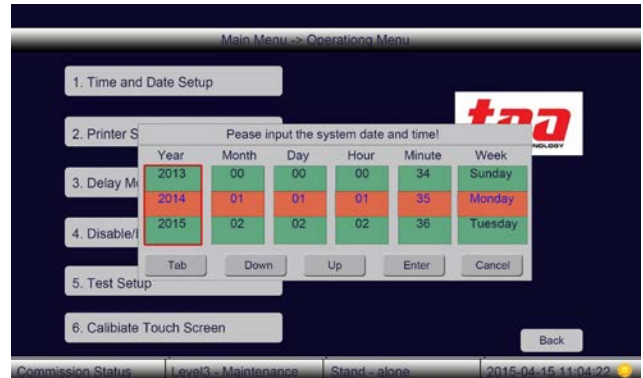 Main Menu -> Operationg Menu
1. Time and Date Setup
2. Printer S
taa
NOLOGY
Pease input the system date and time!
Year Month Day Hour Minute Week
2013 00 00 00 34 Sunday
3. Delay Mo
2014 01 01 01 35 Monday
2015 02 02 02 36 Tuesday
4. Disable/
Tab Down Up Enter Cancel
5. Test Setup
6. Calibiate Touch Screen
Back
Commission Status Level3 - Maintenance Stand - alone 2015-04-15 11:04:22